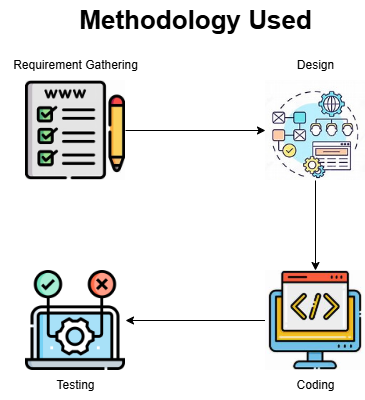 Methodology Used
Requirement Gathering
Design
WWW
</>
Testing
Coding